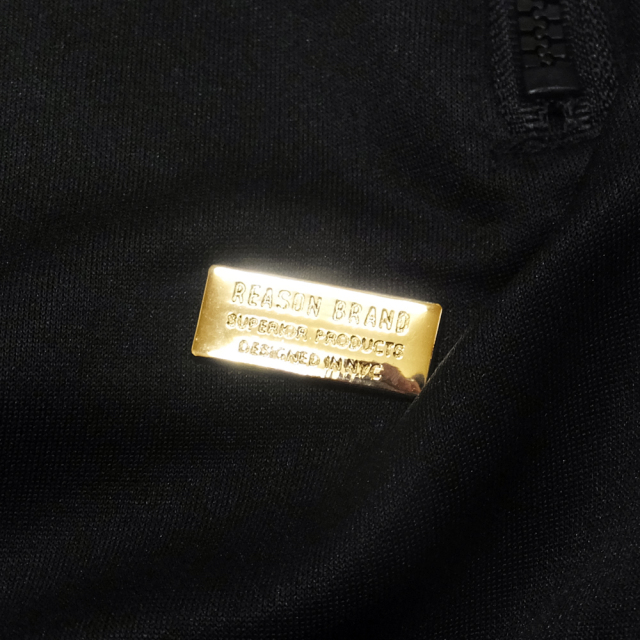 REASON BRAND
SUPERIOR PRODUCTS
DESIGNED IN NYC